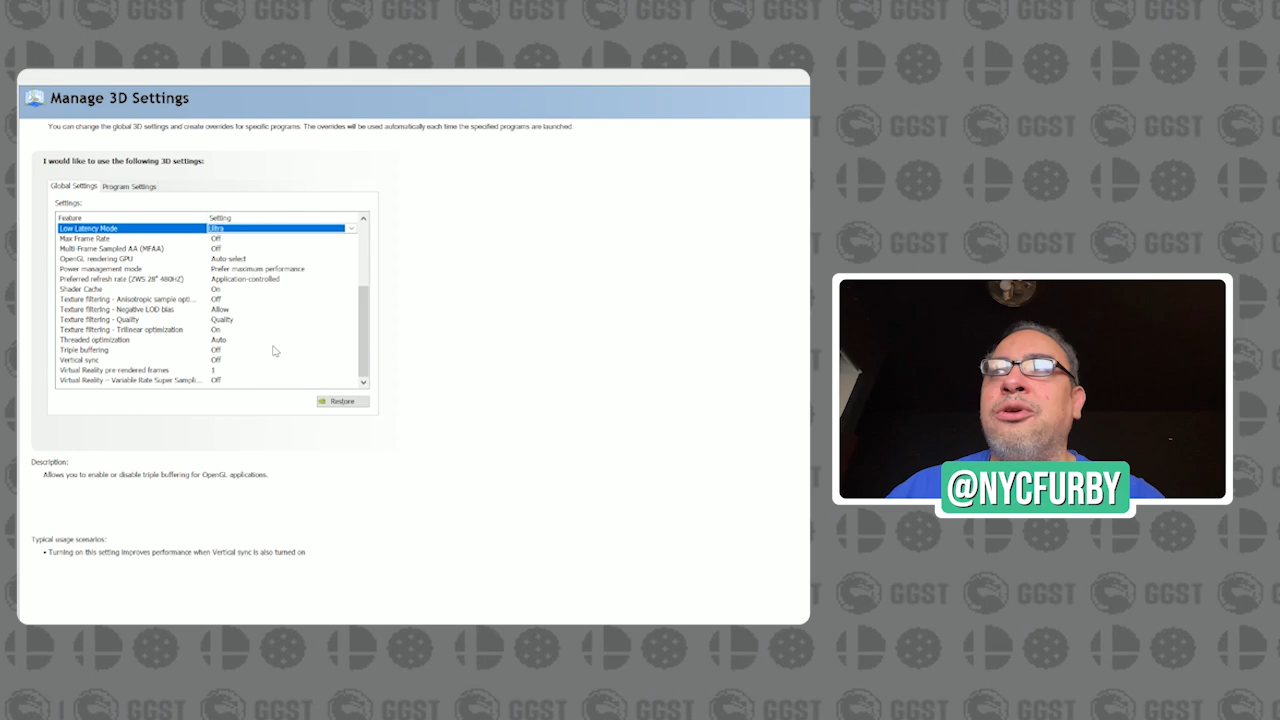 Manage 3D Settings
You can change the global 3D settings and create overrides for specific programs. The overrides will be used automatically each time the specified programs are launched.
I would like to use the following 3D settings:
Global Settings Program Settings
Settings:
Feature Setting
Low Latency Mode Ultra
Max Frame Rate Off
Multi-Frame Sampled AA (MFAA) Off
OpenGL rendering GPU Auto-select
Power management mode Prefer maximum performance
Preferred refresh rate (ZWS 28" 480HZ) Application-controlled
Shader Cache On
Texture filtering - Anisotropic sample opti... Off
Texture filtering - Negative LOD bias Allow
Texture filtering - Quality Quality
Texture filtering - Trilinear optimization On
Threaded optimization Auto
Triple buffering Off
Vertical sync Off
Virtual Reality pre-rendered frames 1
Virtual Reality – Variable Rate Super Sampli... Off
Restore
Description:
Allows you to enable or disable triple buffering for OpenGL applications.
Typical usage scenarios:
• Turning on this setting improves performance when Vertical sync is also turned on
@NYCFURBY
GGST